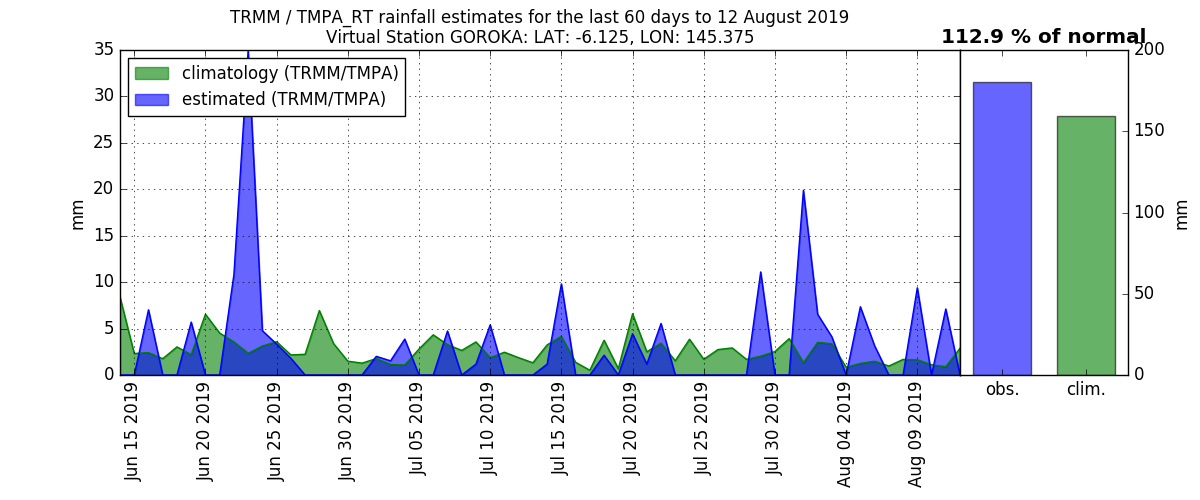 TRMM / TMPA_RT rainfall estimates for the last 60 days to 12 August 2019
Virtual Station GOROKA: LAT: -6.125, LON: 145.375
112.9 % of normal
climatology (TRMM/TMPA)
estimated (TRMM/TMPA)
35
30
25
20
15
10
5
0
mm
Jun 15 2019
Jun 20 2019
Jun 25 2019
Jun 30 2019
Jul 05 2019
Jul 10 2019
Jul 15 2019
Jul 20 2019
Jul 25 2019
Jul 30 2019
Aug 04 2019
Aug 09 2019
obs.
clim.
200
150
100
50
0
mm